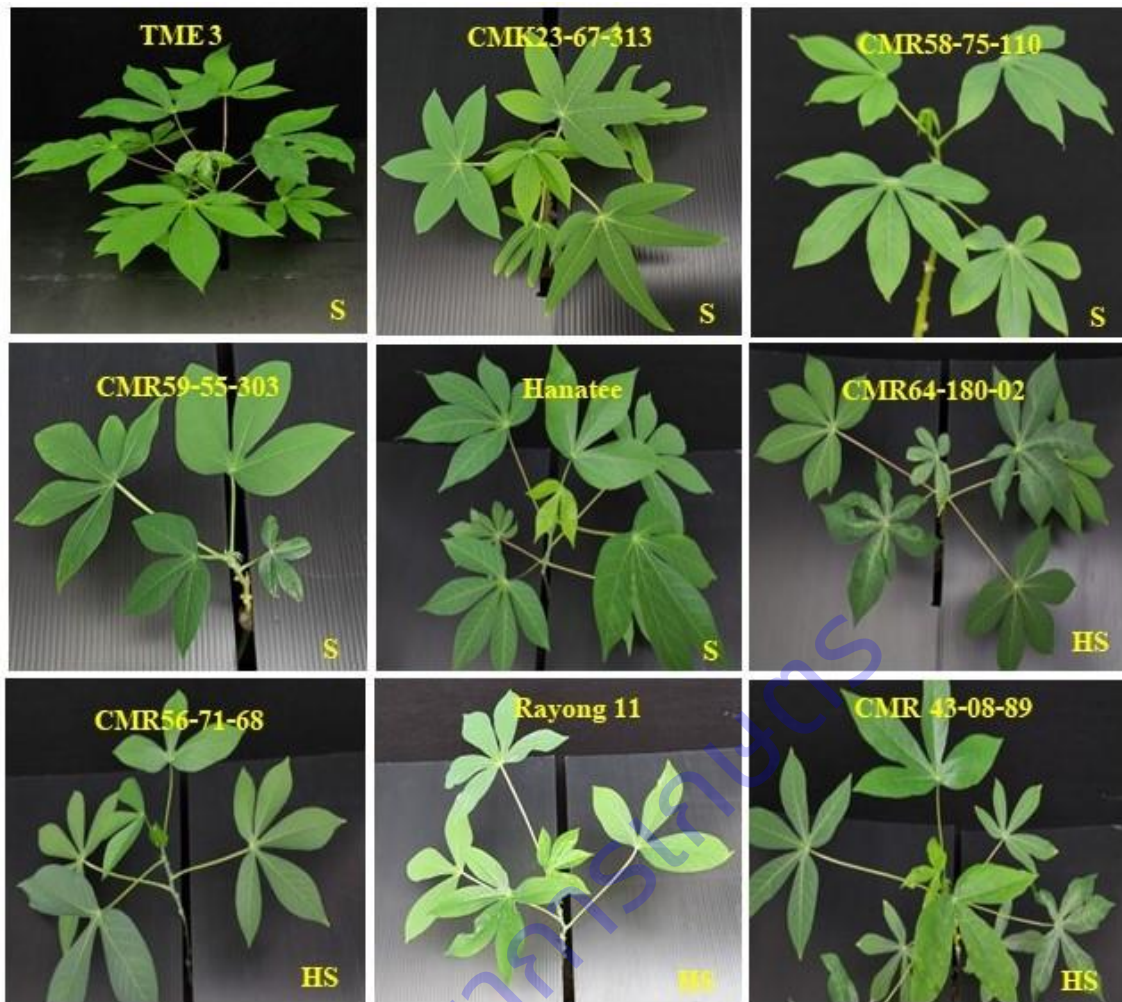 TME 3
S
CMK23-67-313
S
CMR58-75-110
S
CMR59-55-303
S
Hanatee
S
CMR64-180-02
HS
CMR56-71-68
HS
Rayong 11
HS
CMR 43-08-89
HS